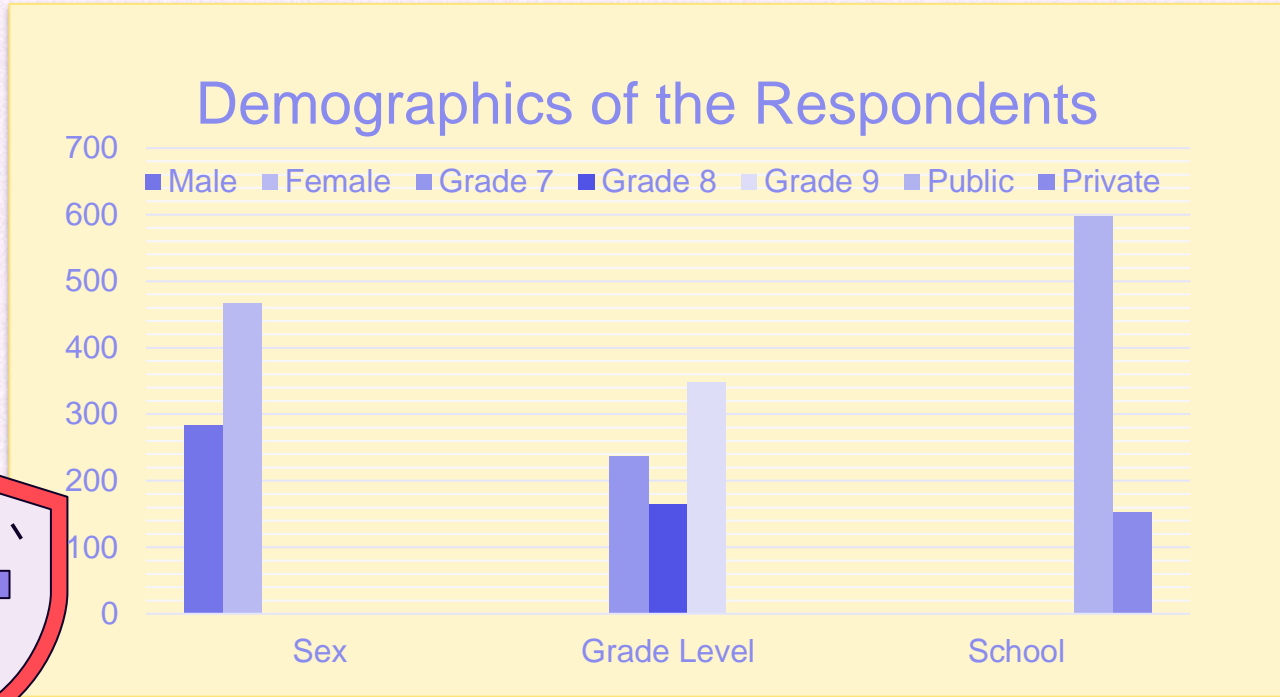 Demographics of the Respondents
700
Male Female Grade 7 Grade 8 Grade 9 Public Private
600
500
400
300
200
100
0
Sex Grade Level School